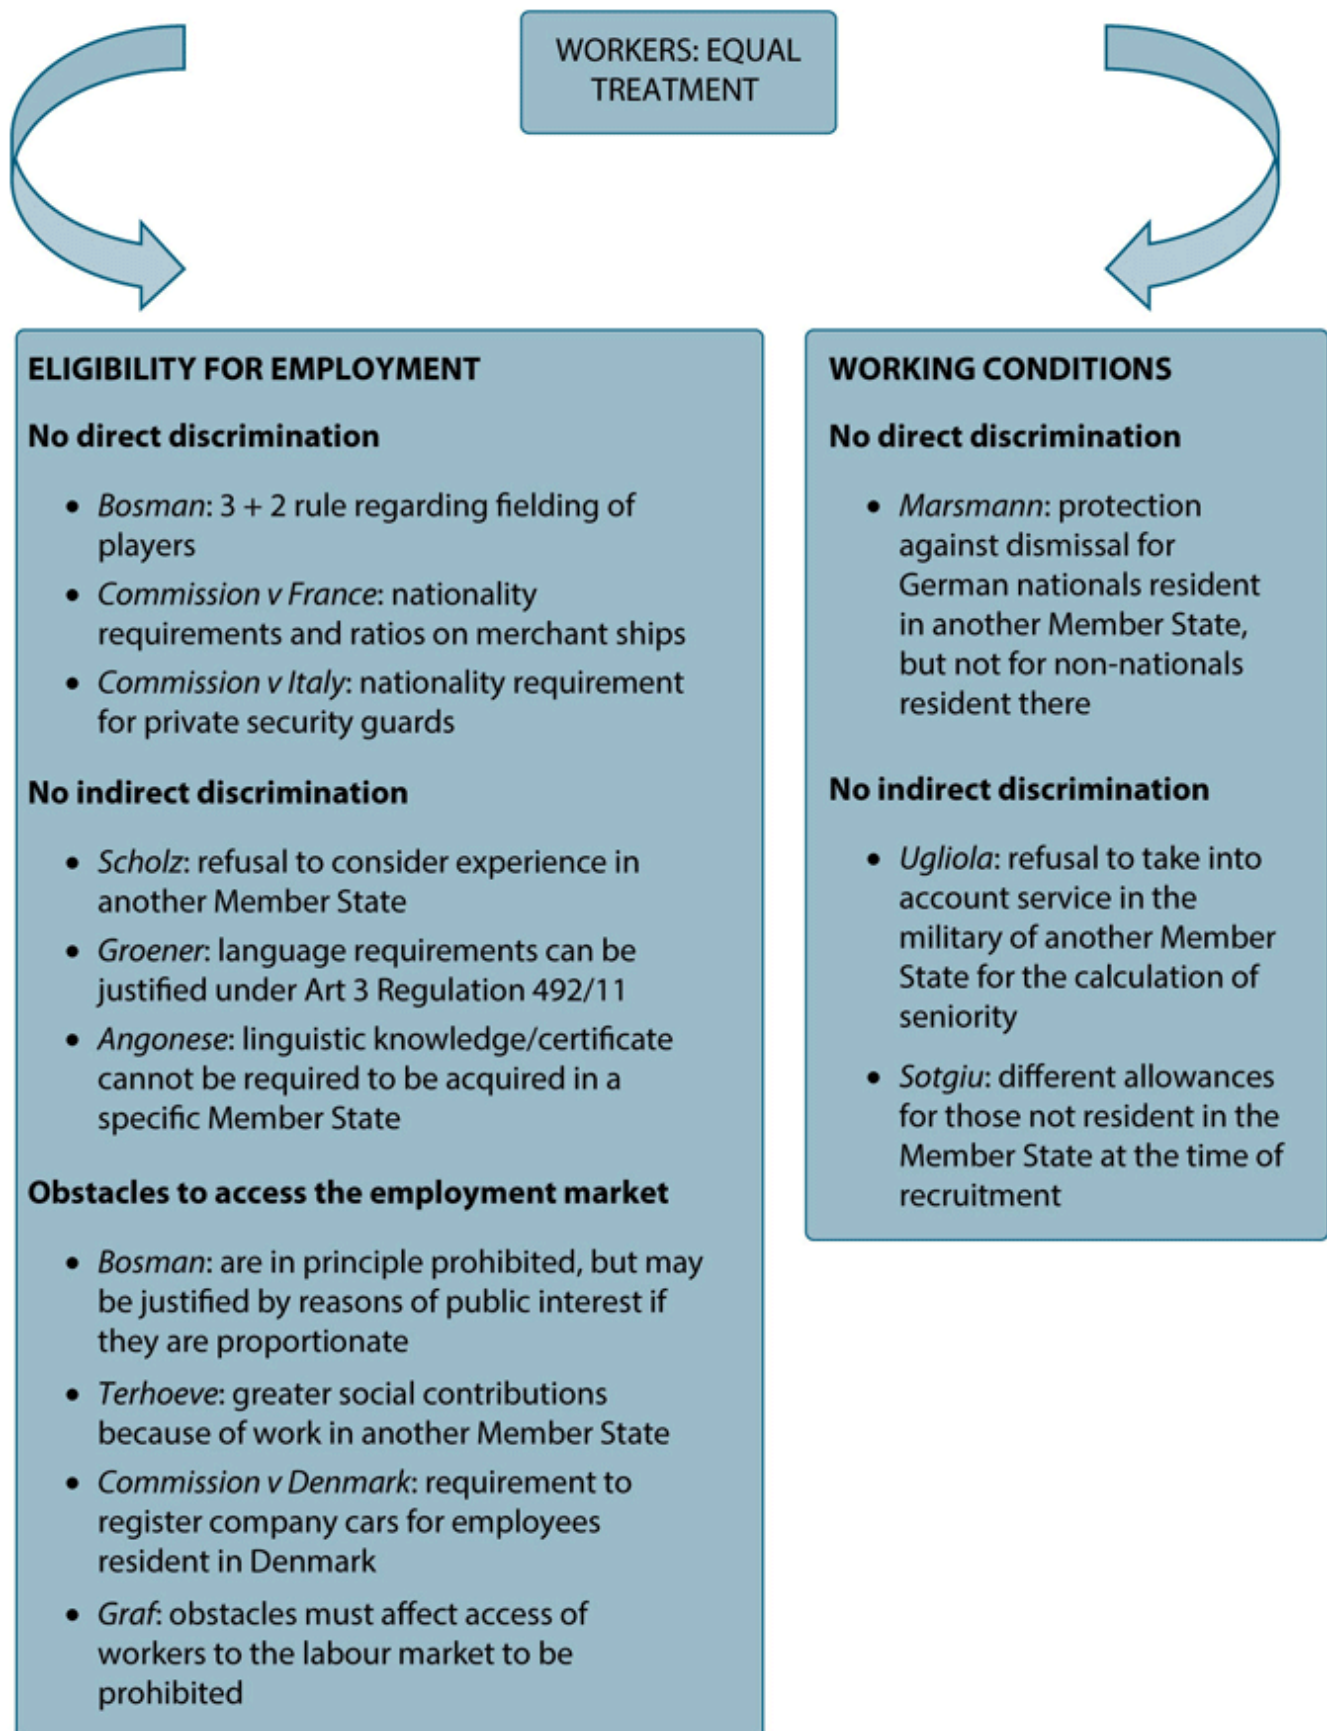 WORKERS: EQUAL
TREATMENT
ELIGIBILITY FOR EMPLOYMENT
No direct discrimination
• Bosman: 3 + 2 rule regarding fielding of
players
• Commission v France: nationality
requirements and ratios on merchant ships
• Commission v Italy: nationality requirement
for private security guards
No indirect discrimination
• Scholz: refusal to consider experience in
another Member State
• Groener: language requirements can be
justified under Art 3 Regulation 492/11
• Angonese: linguistic knowledge/certificate
cannot be required to be acquired in a
specific Member State
Obstacles to access the employment market
• Bosman: are in principle prohibited, but may
be justified by reasons of public interest if
they are proportionate
• Terhoeve: greater social contributions
because of work in another Member State
• Commission v Denmark: requirement to
register company cars for employees
resident in Denmark
• Graf: obstacles must affect access of
workers to the labour market to be
prohibited
WORKING CONDITIONS
No direct discrimination
• Marsmann: protection
against dismissal for
German nationals resident
in another Member State,
but not for non-nationals
resident there
No indirect discrimination
• Ugliola: refusal to take into
account service in the
military of another Member
State for the calculation of
seniority
• Sotgiu: different allowances
for those not resident in the
Member State at the time of
recruitment